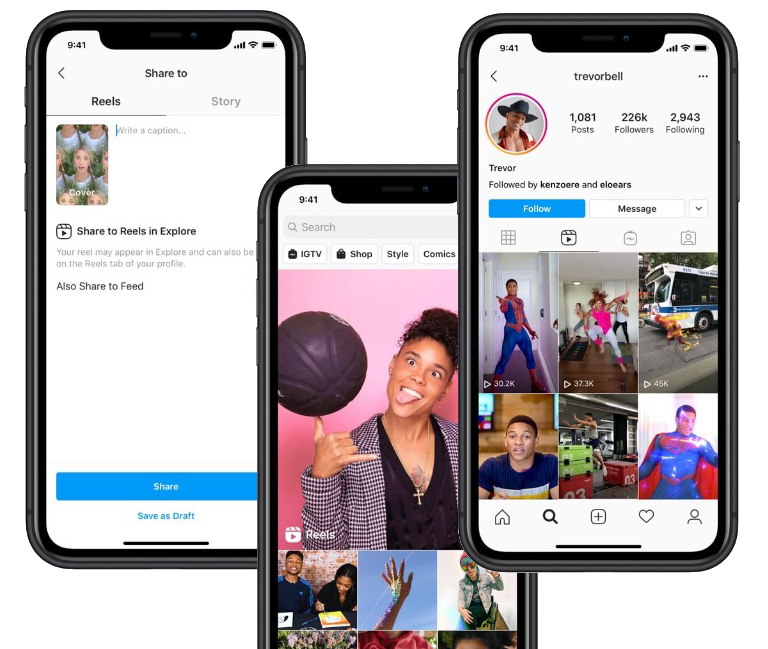 9:41
Share to
Reels
Story
Write a caption...
Cover
Share to Reels in Explore
Your reel may appear in Explore and can also be
on the Reels tab of your profile.
Also Share to Feed
Share
Save as Draft
9:41
Search
IGTV
Shop
Style
Comics
Reels
9:41
trevorbell
1,081
226k
2,943
Posts
Followers
Following
Trevor
Followed by kenzoere and eloears
Follow
Message
30.2K
37.3K
45K
03
03